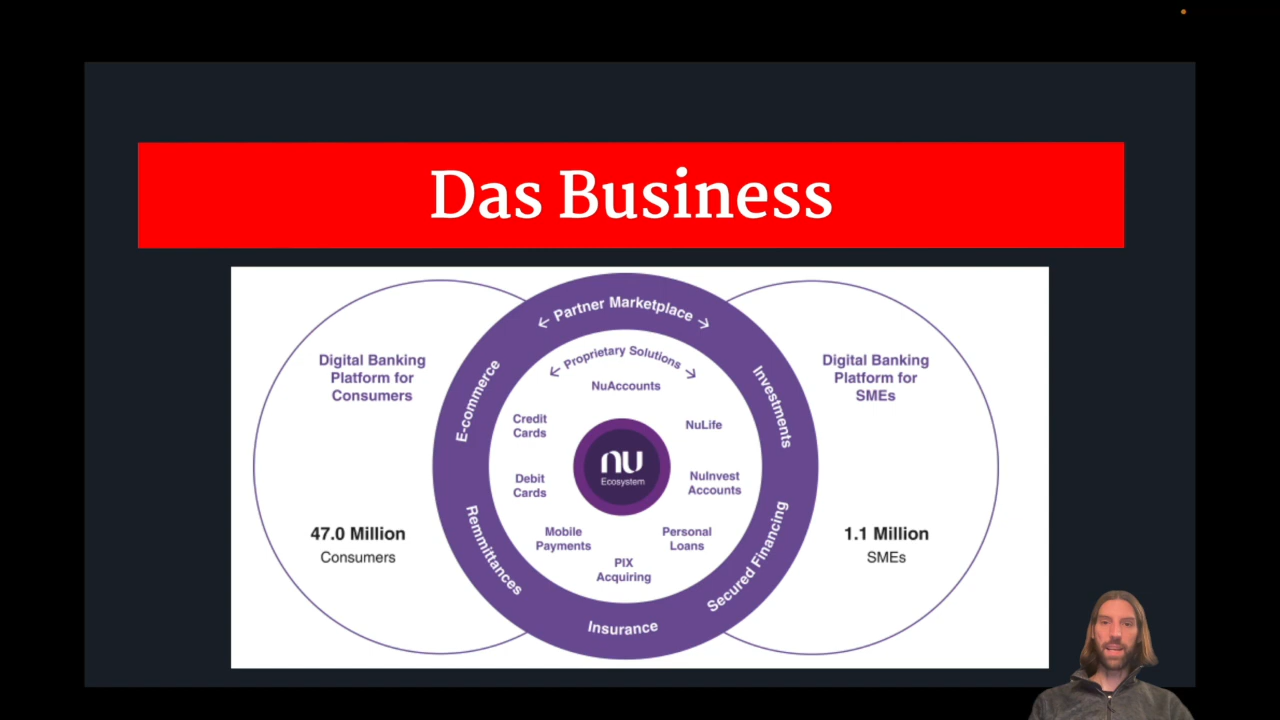 Das Business
← Partner Marketplace →
E-commerce
Investments
Remmittances
Secured Financing
Insurance
← Proprietary Solutions →
NuAccounts
Credit
Cards
NuLife
Debit
Cards
NuInvest
Accounts
Mobile
Payments
Personal
Loans
PIX
Acquiring
nu
Ecosystem
Digital Banking
Platform for
Consumers
47.0 Million
Consumers
Digital Banking
Platform for
SMEs
1.1 Million
SMEs